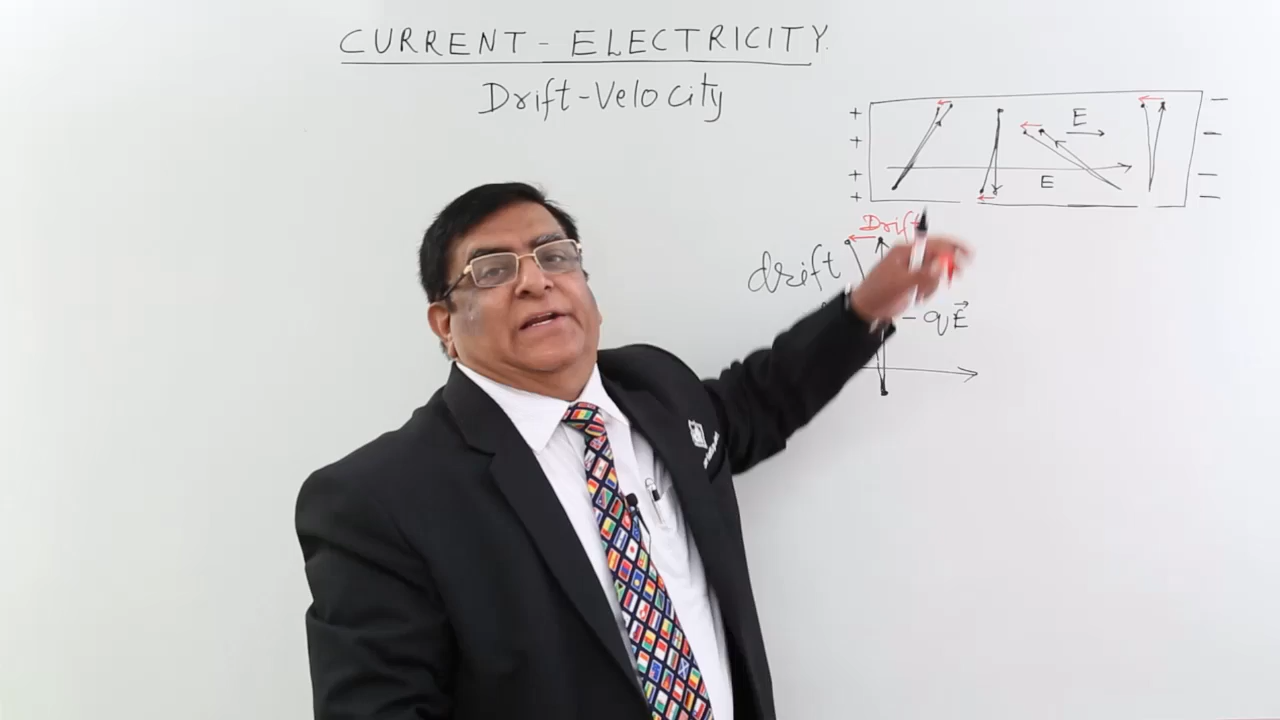 CURRENT - ELECTRICITY.
Drift-Velocity
+ E -
+ -
+ E -
+ -
Drift
drift
- qE⃗